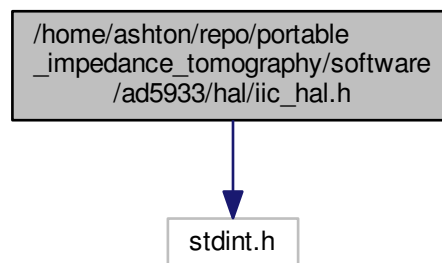 /home/ashton/repo/portable
_impedance_tomography/software
/ad5933/hal/iic_hal.h
stdint.h